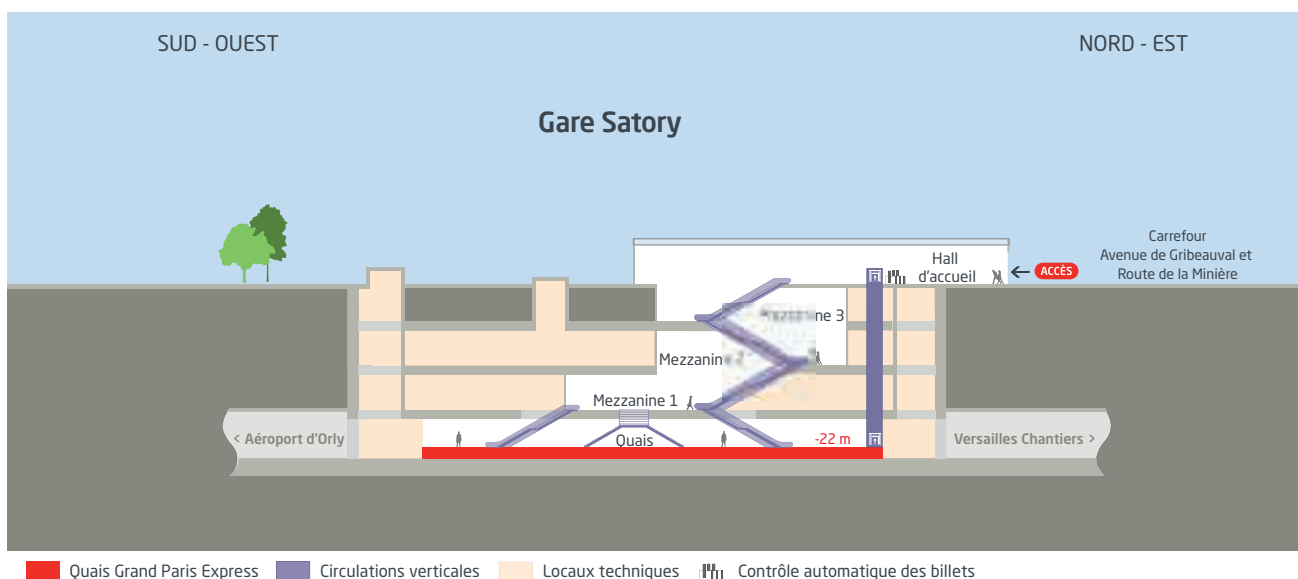 SUD - OUEST
NORD - EST
Gare Satory
Carrefour
Avenue de Gribeauval et
Route de la Minière
ACCÈS
Hall
d'accueil
3
Mezzanine 1
Quais
-22 m
< Aéroport d'Orly
Versailles Chantiers >
Quais Grand Paris Express
Circulations verticales
Locaux techniques
Contrôle automatique des billets